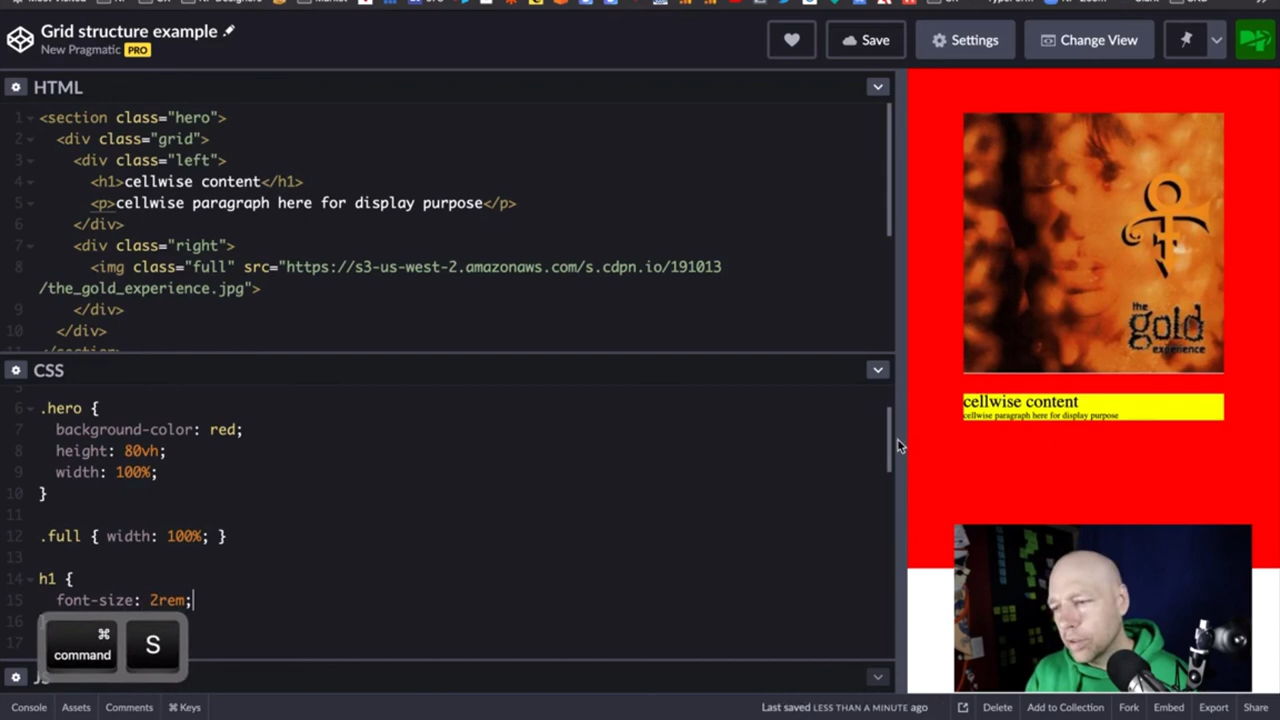 Grid structure example
New Pragmatic PRO
Save
Settings
Change View
HTML
1 <section class="hero">
2 <div class="grid">
3 <div class="left">
4 <h1>cellwise content</h1>
5 <p>cellwise paragraph here for display purpose</p>
6 </div>
7 <div class="right">
8 <img class="full" src="https://s3-us-west-2.amazonaws.com/s.cdpn.io/191013
/the_gold_experience.jpg">
9 </div>
10 </div>
CSS
6 .hero {
7 background-color: red;
8 height: 80vh;
9 width: 100%;
10 }
11
12 .full { width: 100%; }
13
14 h1 {
15 font-size: 2rem;
16
17
⌘
command
S
the
gold
experience
cellwise content
cellwise paragraph here for display purpose
Console
Assets
Comments
⌘ Keys
Last saved LESS THAN A MINUTE ago
Delete
Add to Collection
Fork
Embed
Export
Share